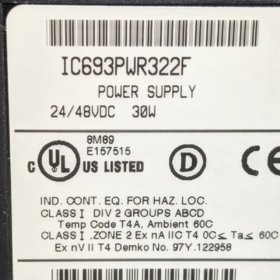 IC693PWR322F
POWER SUPPLY
24/48VDC 30W
8M89
E157515
c UL US LISTED D CE
IND. CONT. EQ. FOR HAZ. LOC.
CLASS I DIV 2 GROUPS ABCD
Temp Code T4A, Ambient 60C
CLASS I .ZONE 2 Ex nA IIC T4 0C≤ Ta≤ 60C
Ex nV II T4 Demko No. 97Y.122958